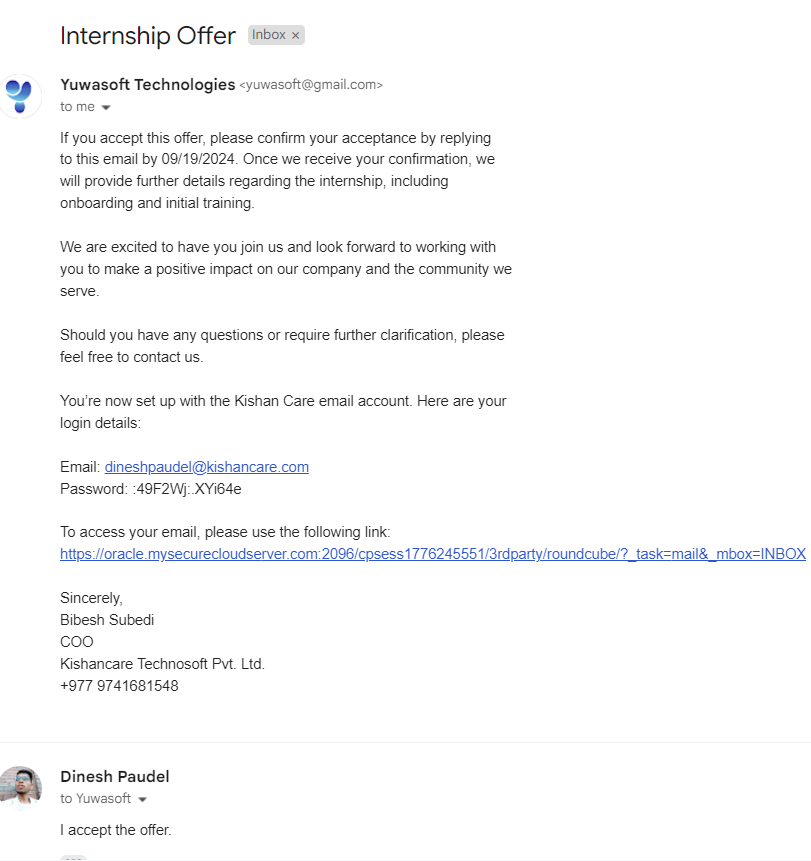 Internship Offer Inbox ×
Yuwasoft Technologies <yuwasoft@gmail.com>
to me
If you accept this offer, please confirm your acceptance by replying
to this email by 09/19/2024. Once we receive your confirmation, we
will provide further details regarding the internship, including
onboarding and initial training.
We are excited to have you join us and look forward to working with
you to make a positive impact on our company and the community we
serve.
Should you have any questions or require further clarification, please
feel free to contact us.
You’re now set up with the Kishan Care email account. Here are your
login details:
Email: dineshpaudel@kishancare.com
Password: :49F2Wj:.XYi64e
To access your email, please use the following link:
https://oracle.mysecurecloudserver.com:2096/cpsess1776245551/3rdparty/roundcube/?_task=mail&_mbox=INBOX
Sincerely,
Bibesh Subedi
COO
Kishancare Technosoft Pvt. Ltd.
+977 9741681548
Dinesh Paudel
to Yuwasoft
I accept the offer.